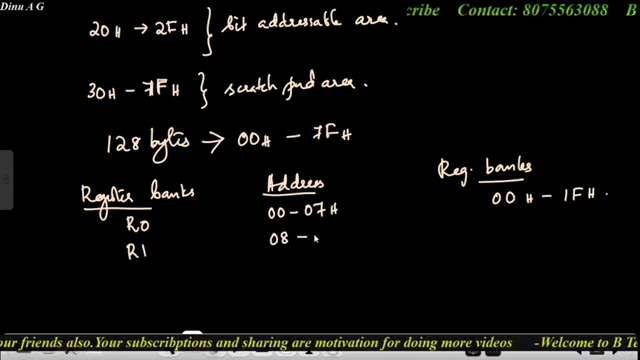 Dinu A G
cribe Contact: 8075563088 B
20H → 2FH } bit addressable area.
30H - 7FH } scratch pad area.
128 bytes → 00H - 7FH
Reg. banks
00H - 1FH.
Register banks Address
R0 00 - 07H
R1 08 -
our friends also.Your subscribptions and sharing are motivation for doing more videos -Welcome to B Te